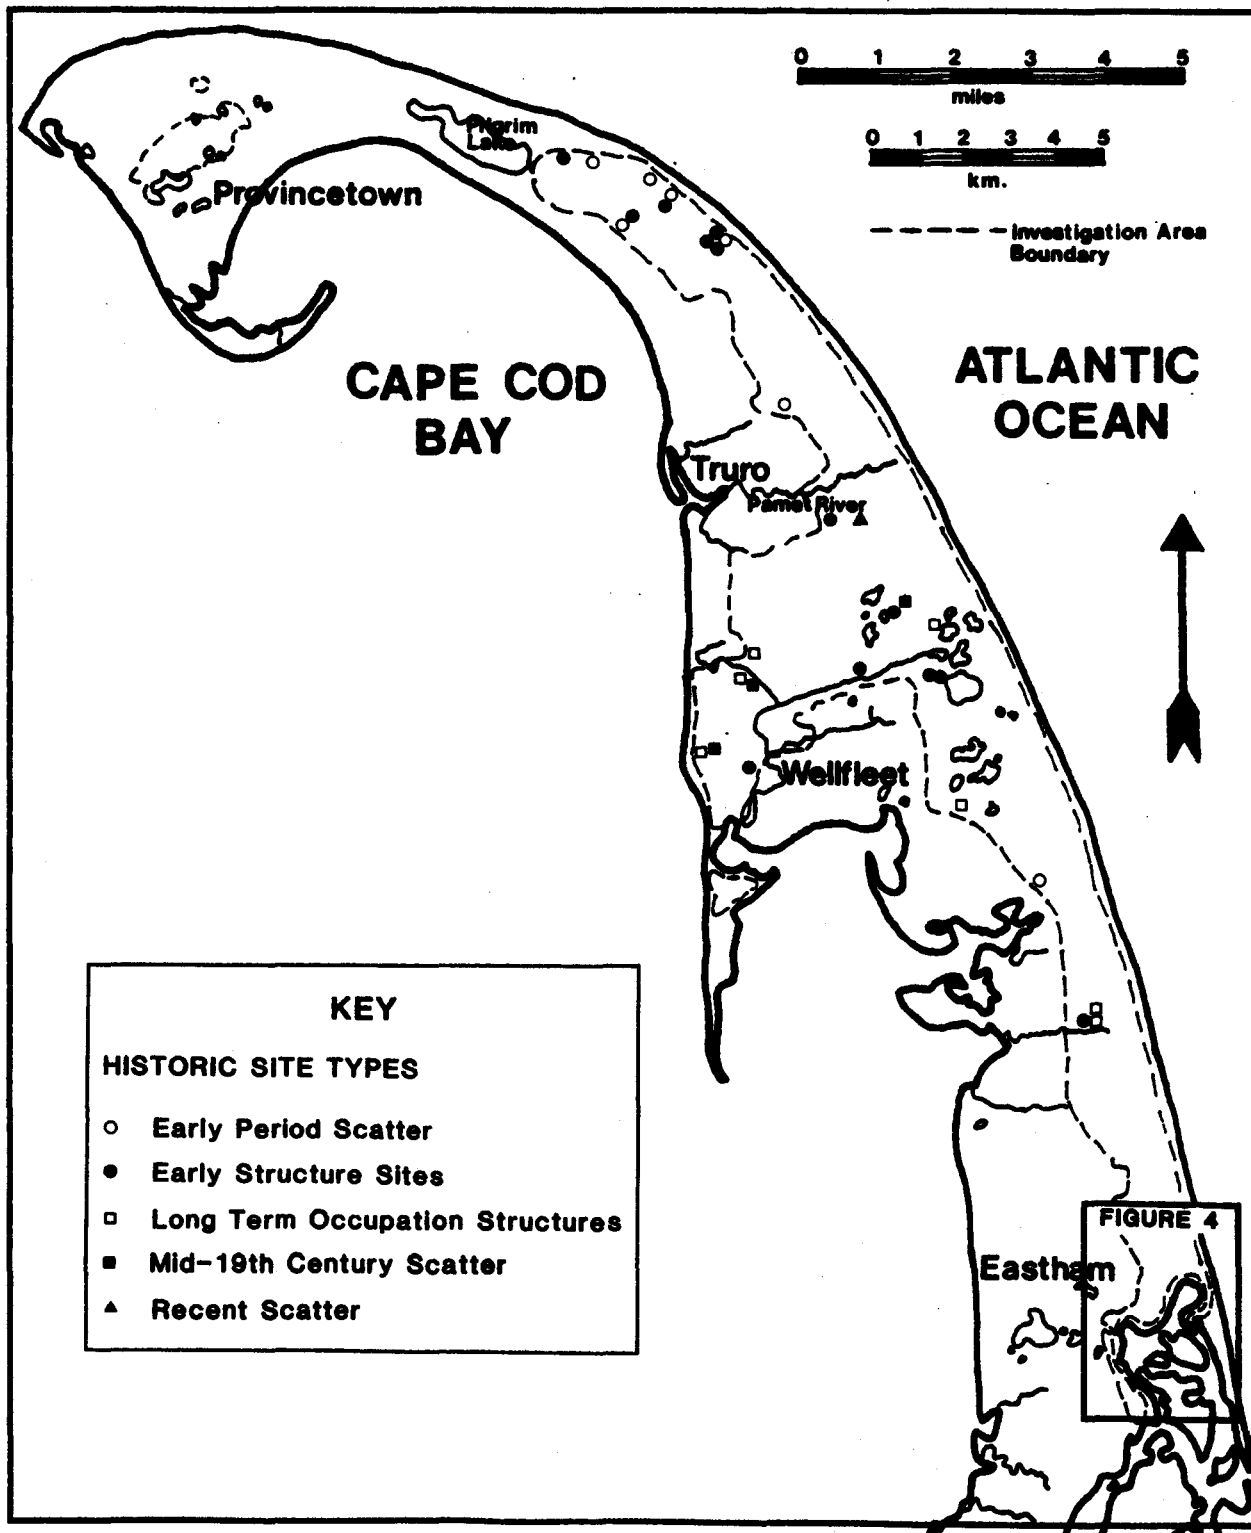 0 1 2 3 4 5
miles
0 1 2 3 4 5
km.
Investigation Area
Boundary
Pilgrim
Lake
Provincetown
CAPE COD
BAY
ATLANTIC
OCEAN
Truro
Pamet River
Wellfleet
KEY
HISTORIC SITE TYPES
Early Period Scatter
Early Structure Sites
Long Term Occupation Structures
Mid-19th Century Scatter
Recent Scatter
FIGURE 4
Eastham